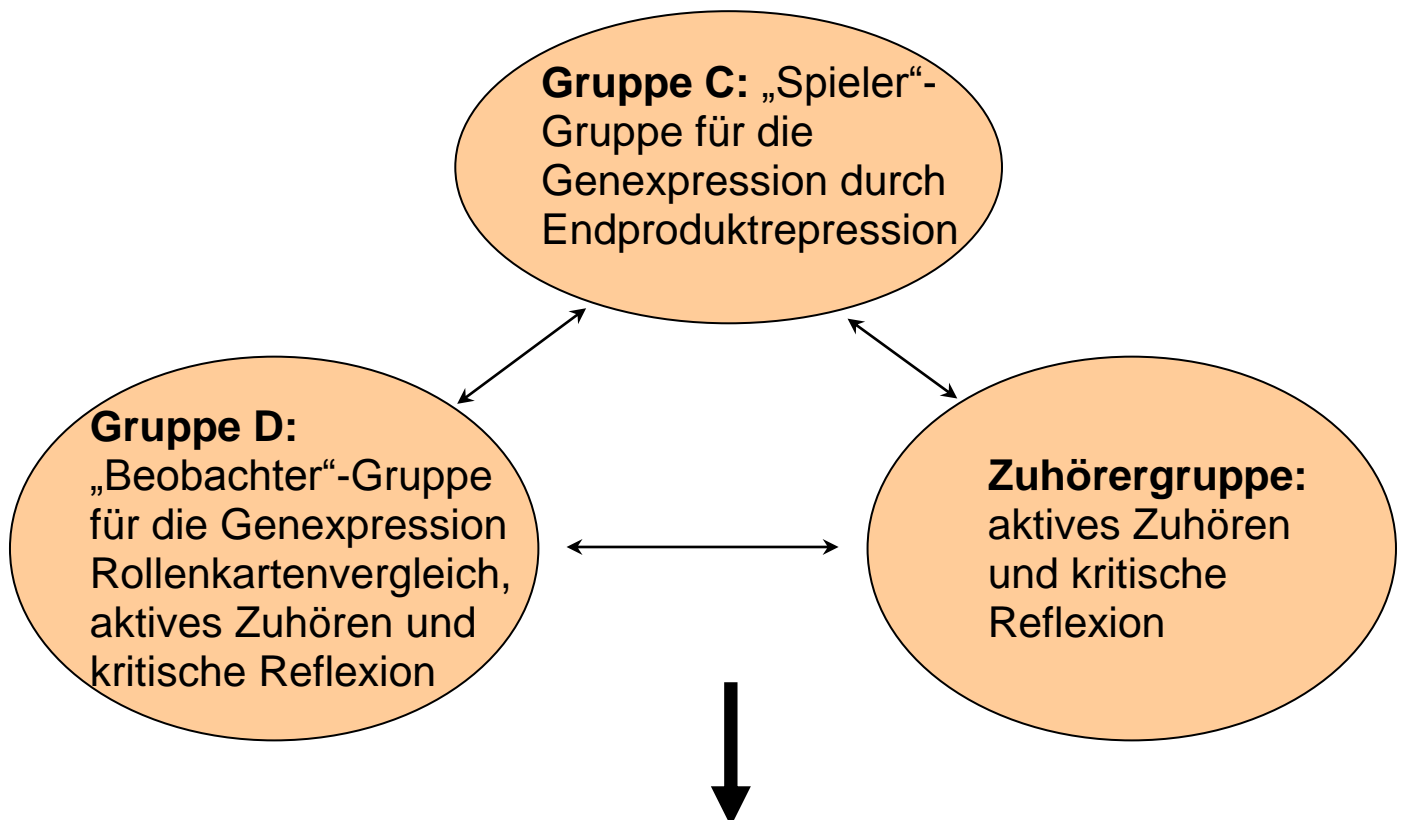 Gruppe C: „Spieler“-
Gruppe für die
Genexpression durch
Endproduktrepression
Gruppe D:
„Beobachter“-Gruppe
für die Genexpression
Rollenkartenvergleich,
aktives Zuhören und
kritische Reflexion
Zuhörergruppe:
aktives Zuhören
und kritische
Reflexion